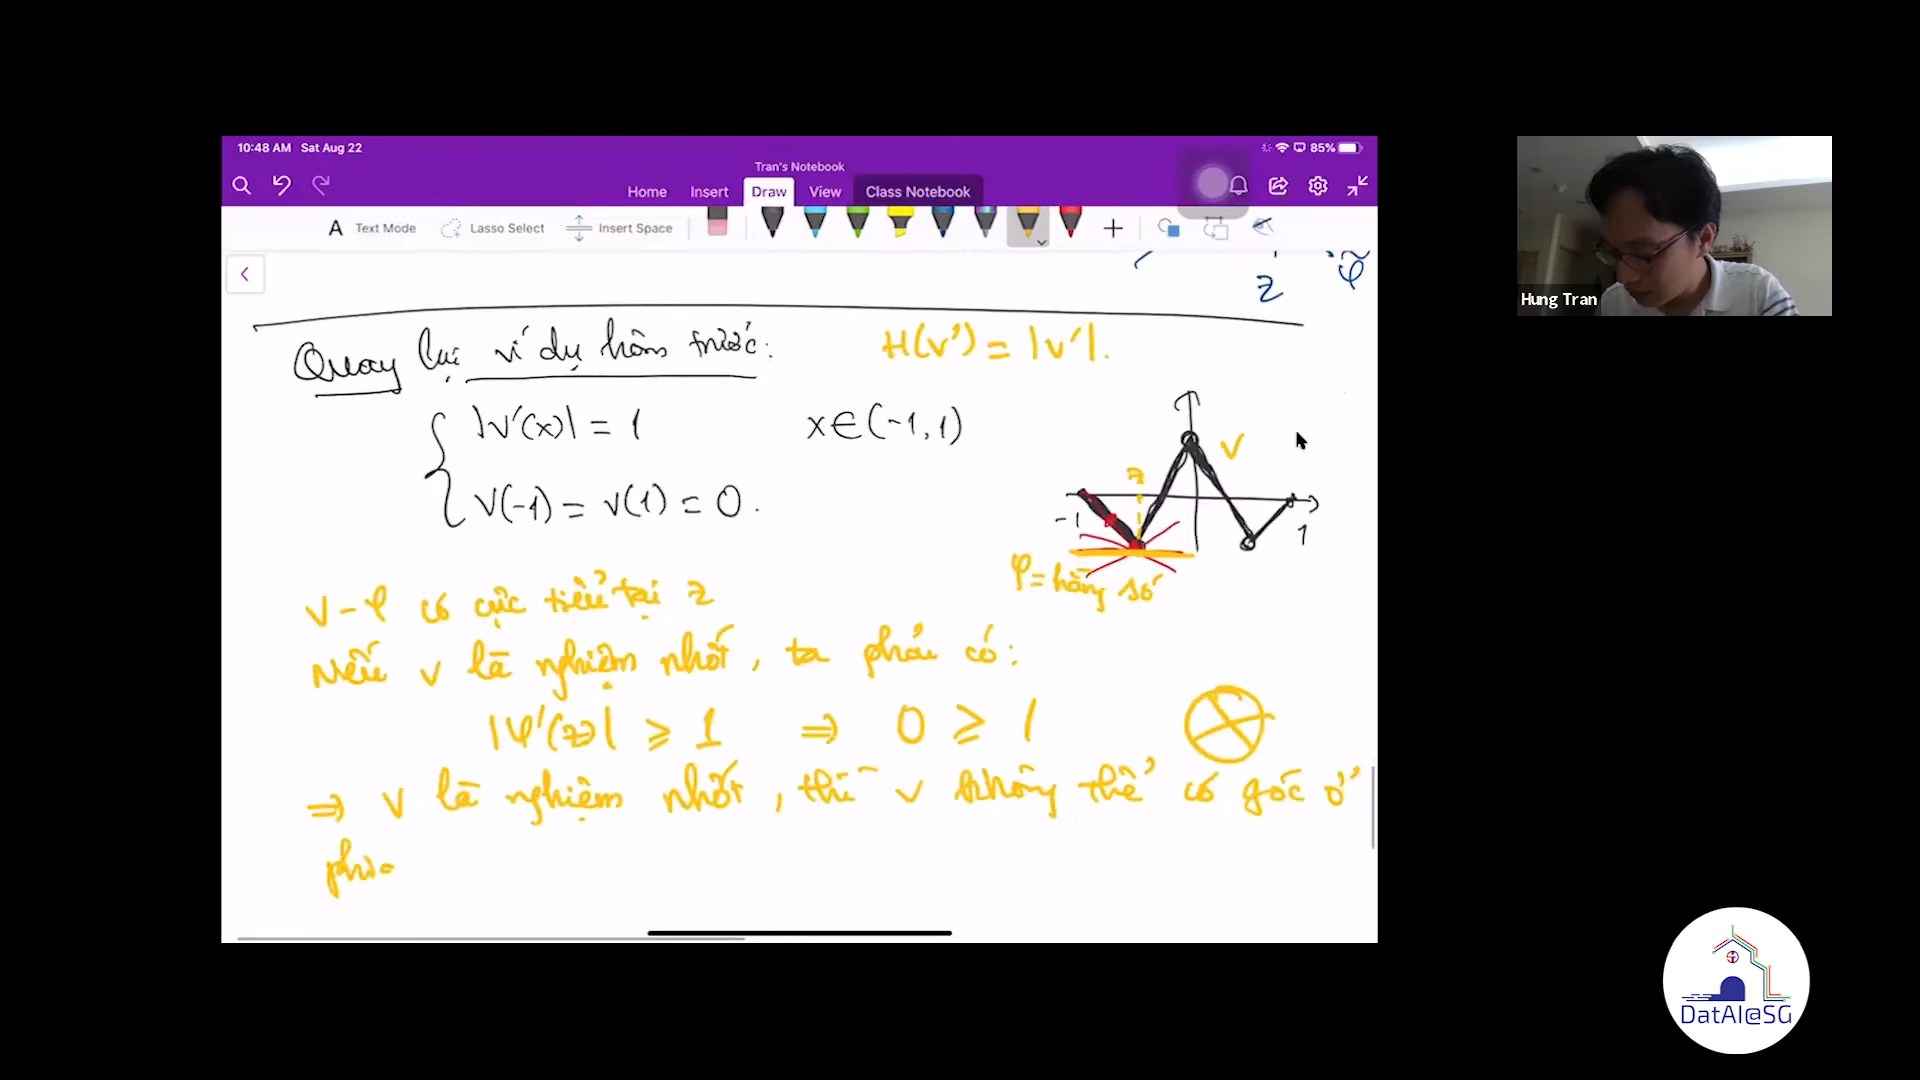 10:48 AM Sat Aug 22
85%
Tran's Notebook
Home Insert Draw View Class Notebook
A Text Mode Lasso Select Insert Space
z φ
Quay lại ví dụ hôm trước: H(v') = |v'|.
|v'(x)| = 1 x∈(-1,1)
v(-1) = v(1) = 0.
v
z
-1 1
φ = hằng số
v-φ có cực tiểu tại z
Nếu v là nghiệm nhớt, ta phải có:
|φ'(z)| ≥ 1 ⇒ 0 ≥ 1
⇒ v là nghiệm nhớt, thì v không thể có góc ở
phía
Hung Tran
DatAI@SG